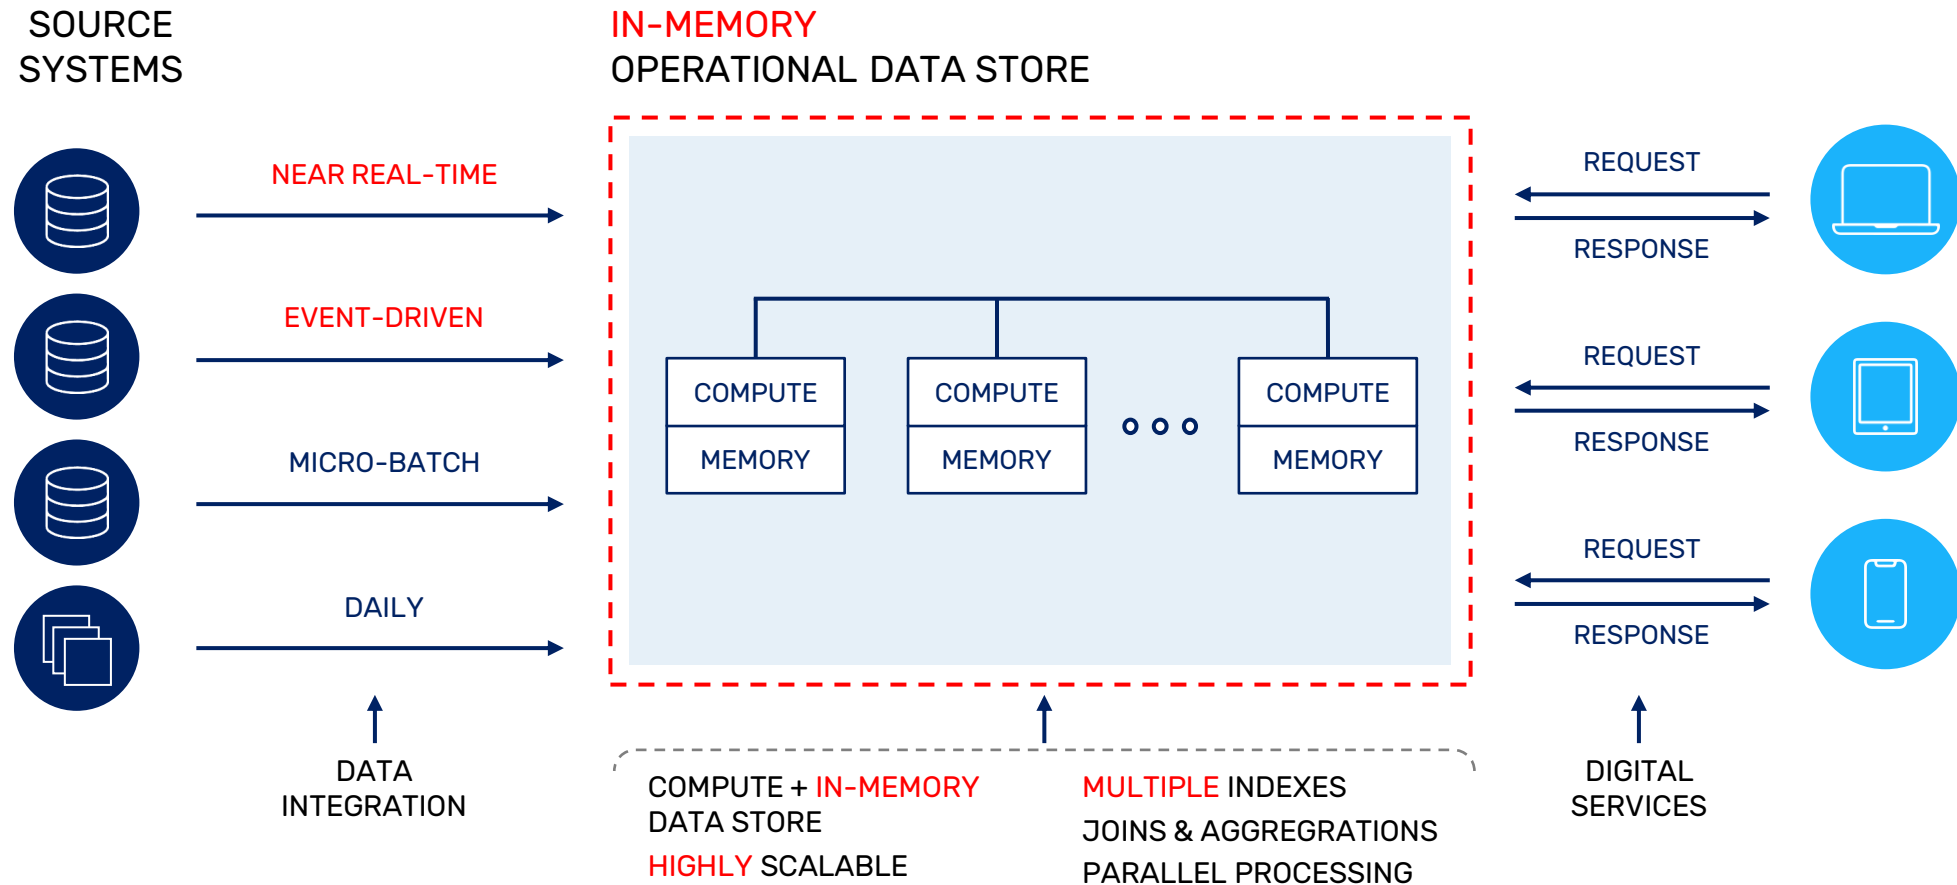 SOURCE
SYSTEMS
IN-MEMORY
OPERATIONAL DATA STORE
NEAR REAL-TIME
EVENT-DRIVEN
MICRO-BATCH
DAILY
DATA
INTEGRATION
COMPUTE
MEMORY
COMPUTE
MEMORY
COMPUTE
MEMORY
COMPUTE + IN-MEMORY
DATA STORE
HIGHLY SCALABLE
MULTIPLE INDEXES
JOINS & AGGREGRATIONS
PARALLEL PROCESSING
REQUEST
RESPONSE
REQUEST
RESPONSE
REQUEST
RESPONSE
DIGITAL
SERVICES